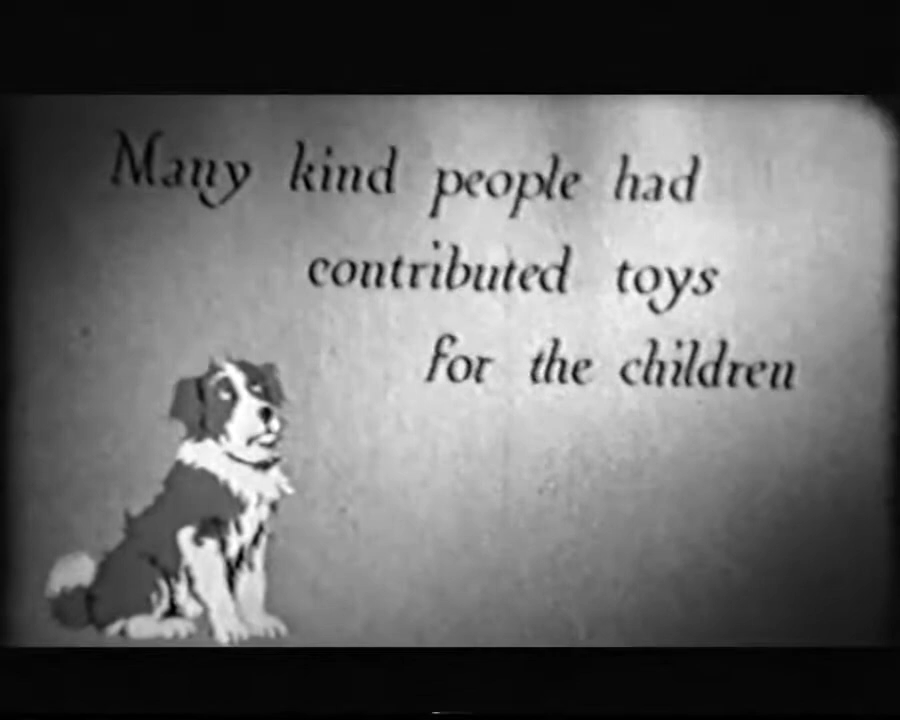 Many kind people had
contributed toys
for the children